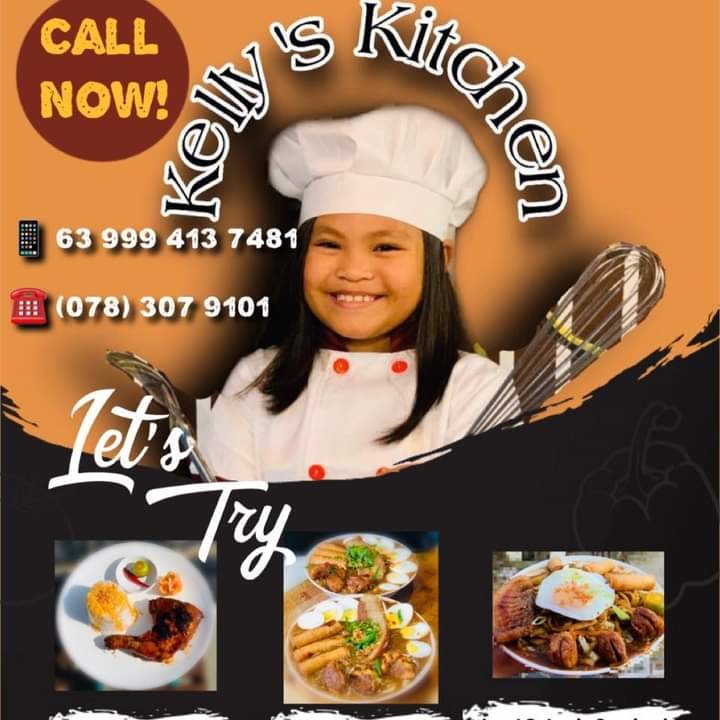 CALL
NOW!
Kelly's Kitchen
63 999 413 7481
(078) 307 9101
Let's
Try